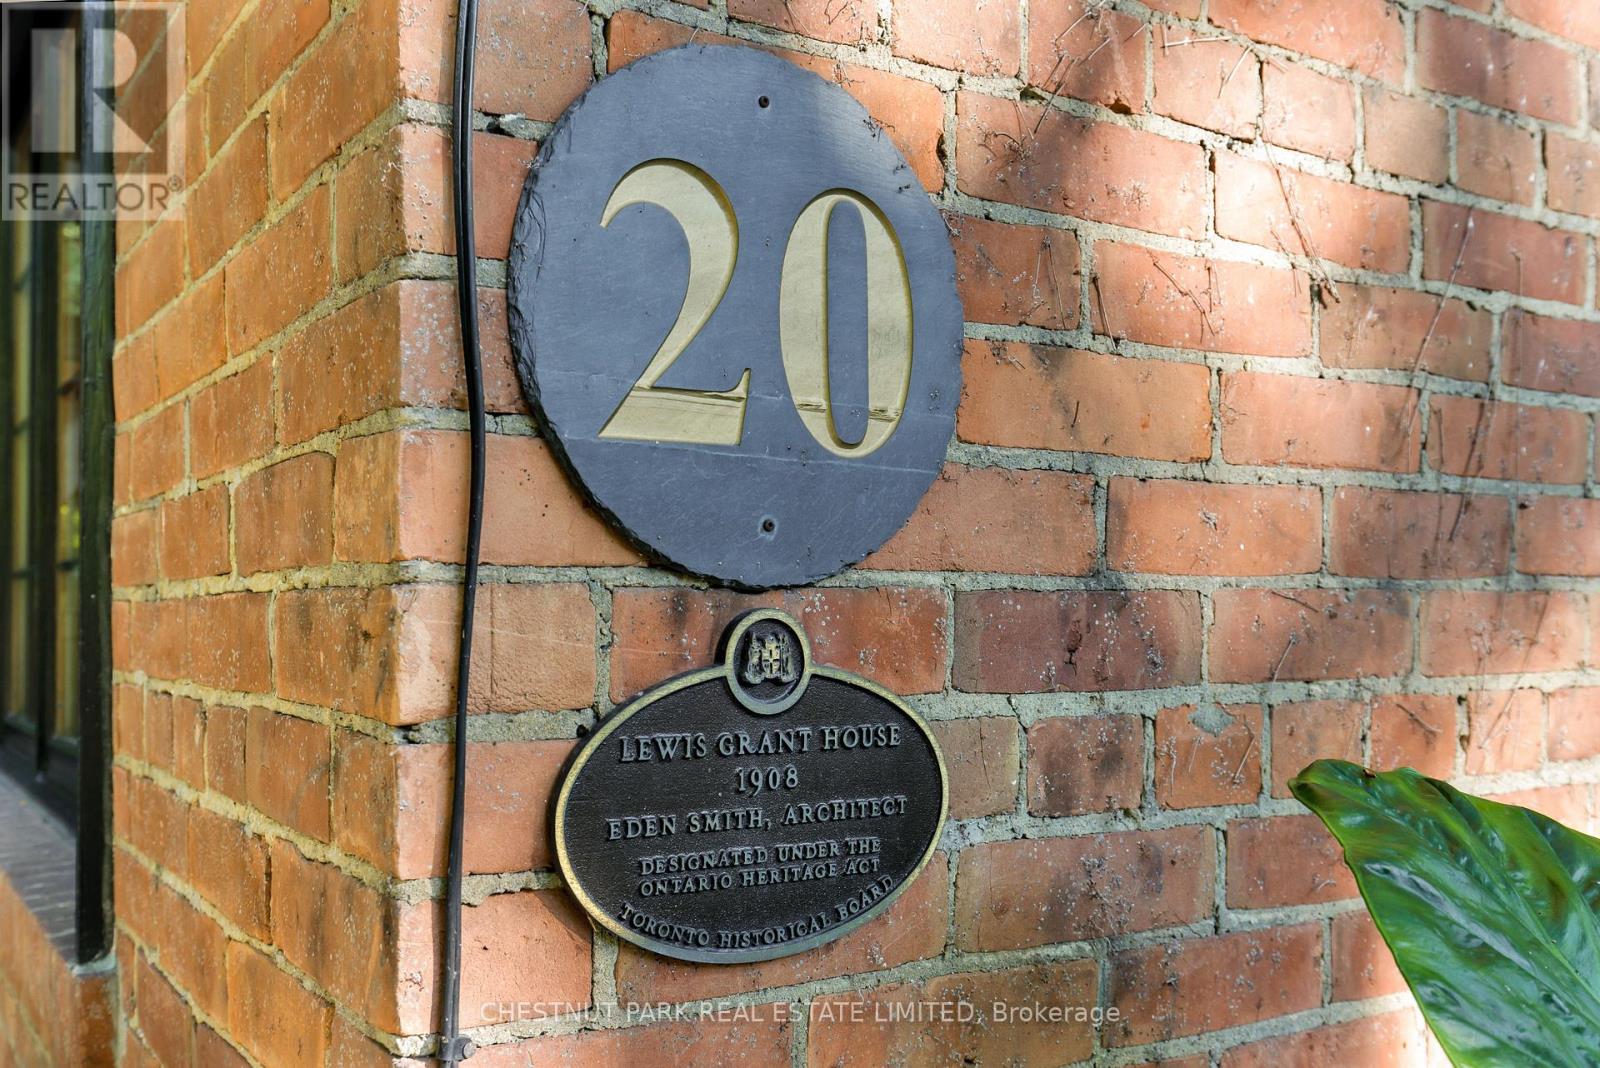 REALTOR®
20
LEWIS GRANT HOUSE
1908
EDEN SMITH, ARCHITECT
DESIGNATED UNDER THE
ONTARIO HERITAGE ACT
TORONTO HISTORICAL BOARD
CHESTNUT PARK REAL ESTATE LIMITED, Brokerage